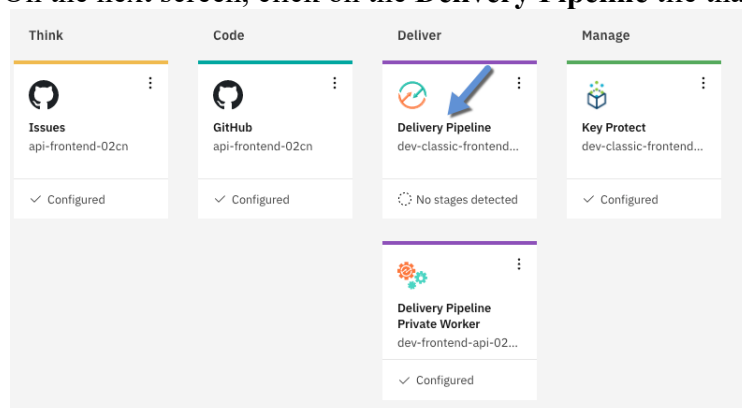 On the next screen, click on the Delivery Pipeline the tha
Think
Code
Deliver
Manage
Issues
api-frontend-02cn
Configured
GitHub
api-frontend-02cn
Configured
Delivery Pipeline
dev-classic-frontend...
No stages detected
Key Protect
dev-classic-frontend...
Configured
Delivery Pipeline
Private Worker
dev-frontend-api-02...
Configured